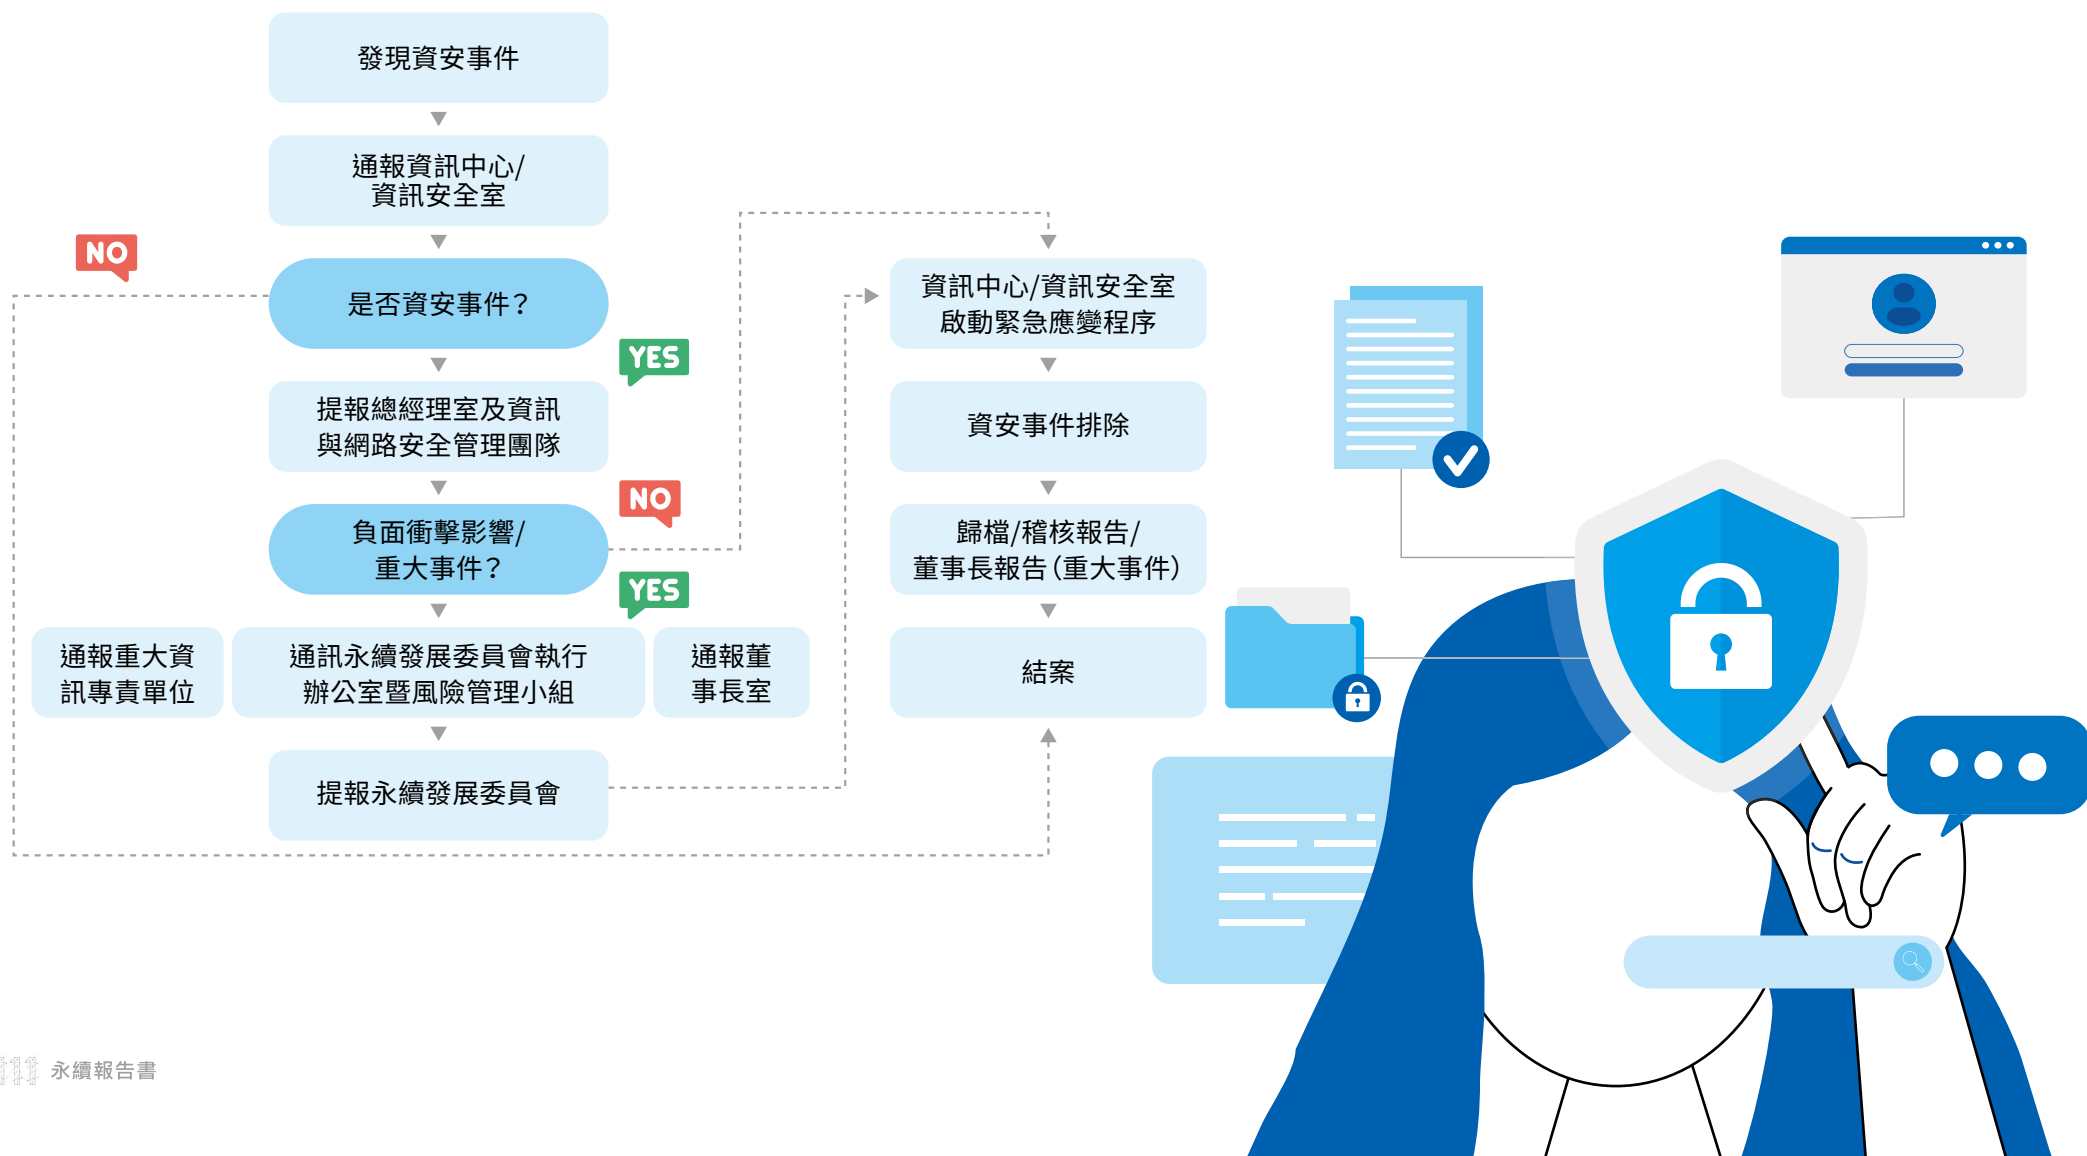 發現資安事件
通報資訊中心/
資訊安全室
NO
是否資安事件？
YES
提報總經理室及資訊
與網路安全管理團隊
NO
負面衝擊影響/
重大事件？
YES
通報重大資
訊專責單位
通訊永續發展委員會執行
辦公室暨風險管理小組
通報董
事長室
提報永續發展委員會
資訊中心/資訊安全室
啟動緊急應變程序
資安事件排除
歸檔/稽核報告/
董事長報告（重大事件）
結案
永續報告書